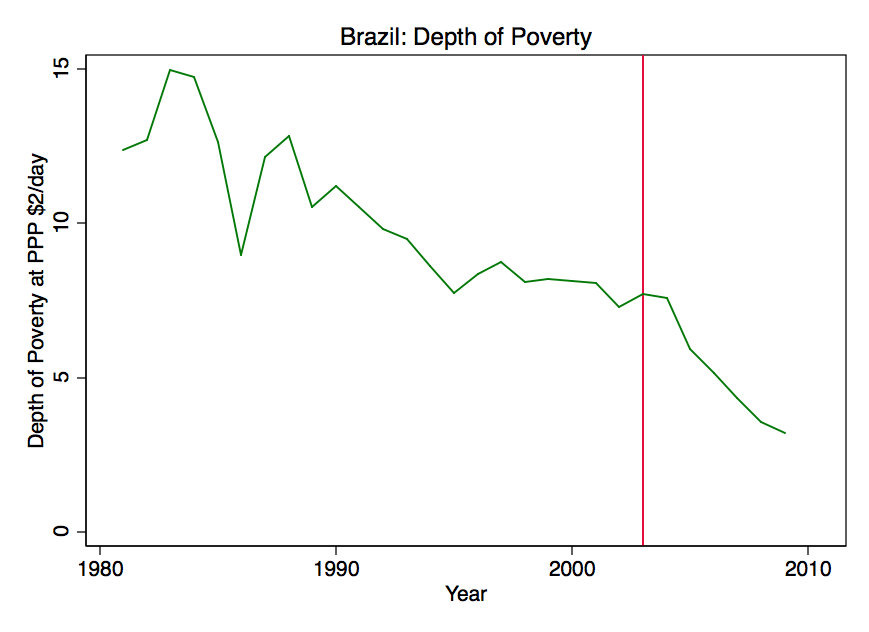 Brazil: Depth of Poverty
Depth of Poverty at PPP $2/day
15
10
5
0
1980
1990
2000
2010
Year